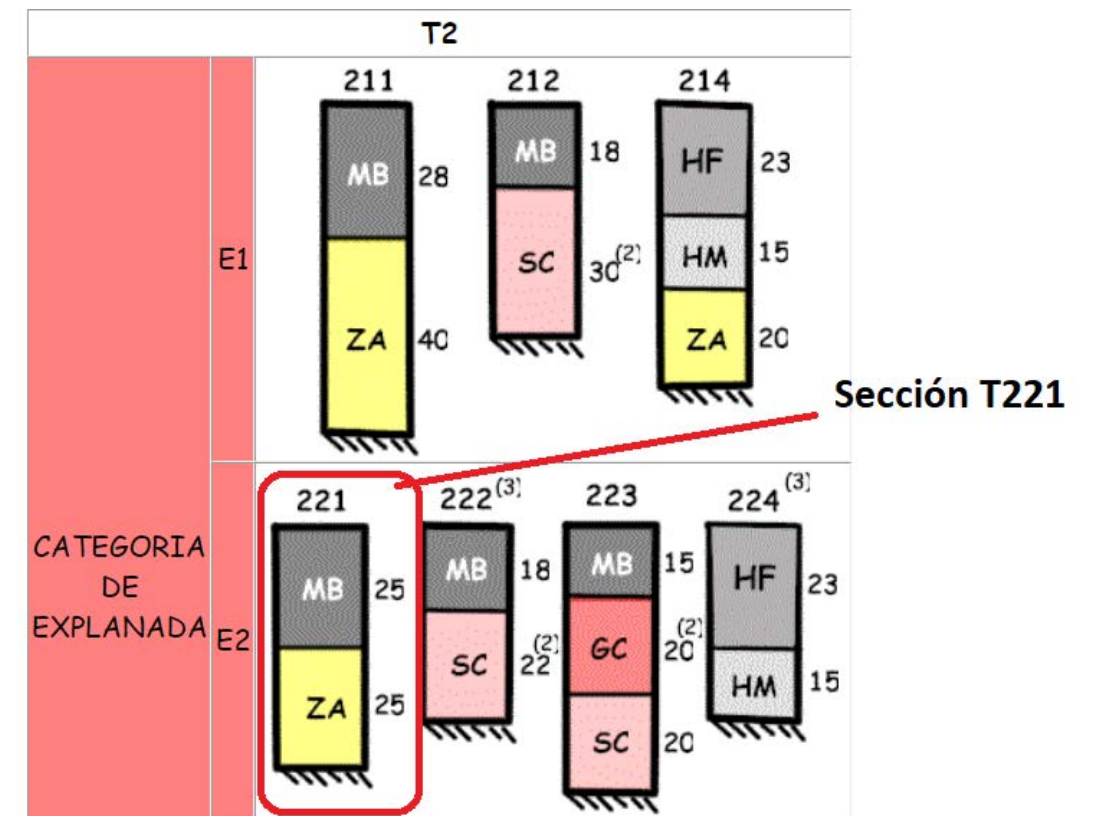 T2
211 212 214
MB 28
ZA 40
MB 18
SC 30(2)
HF 23
HM 15
ZA 20
E1
Sección T221
CATEGORIA
DE
EXPLANADA
E2
221 222(3) 223 224(3)
MB 25
ZA 25
MB 18
SC 22(2)
MB 15
GC 20(2)
SC 20
HF 23
HM 15